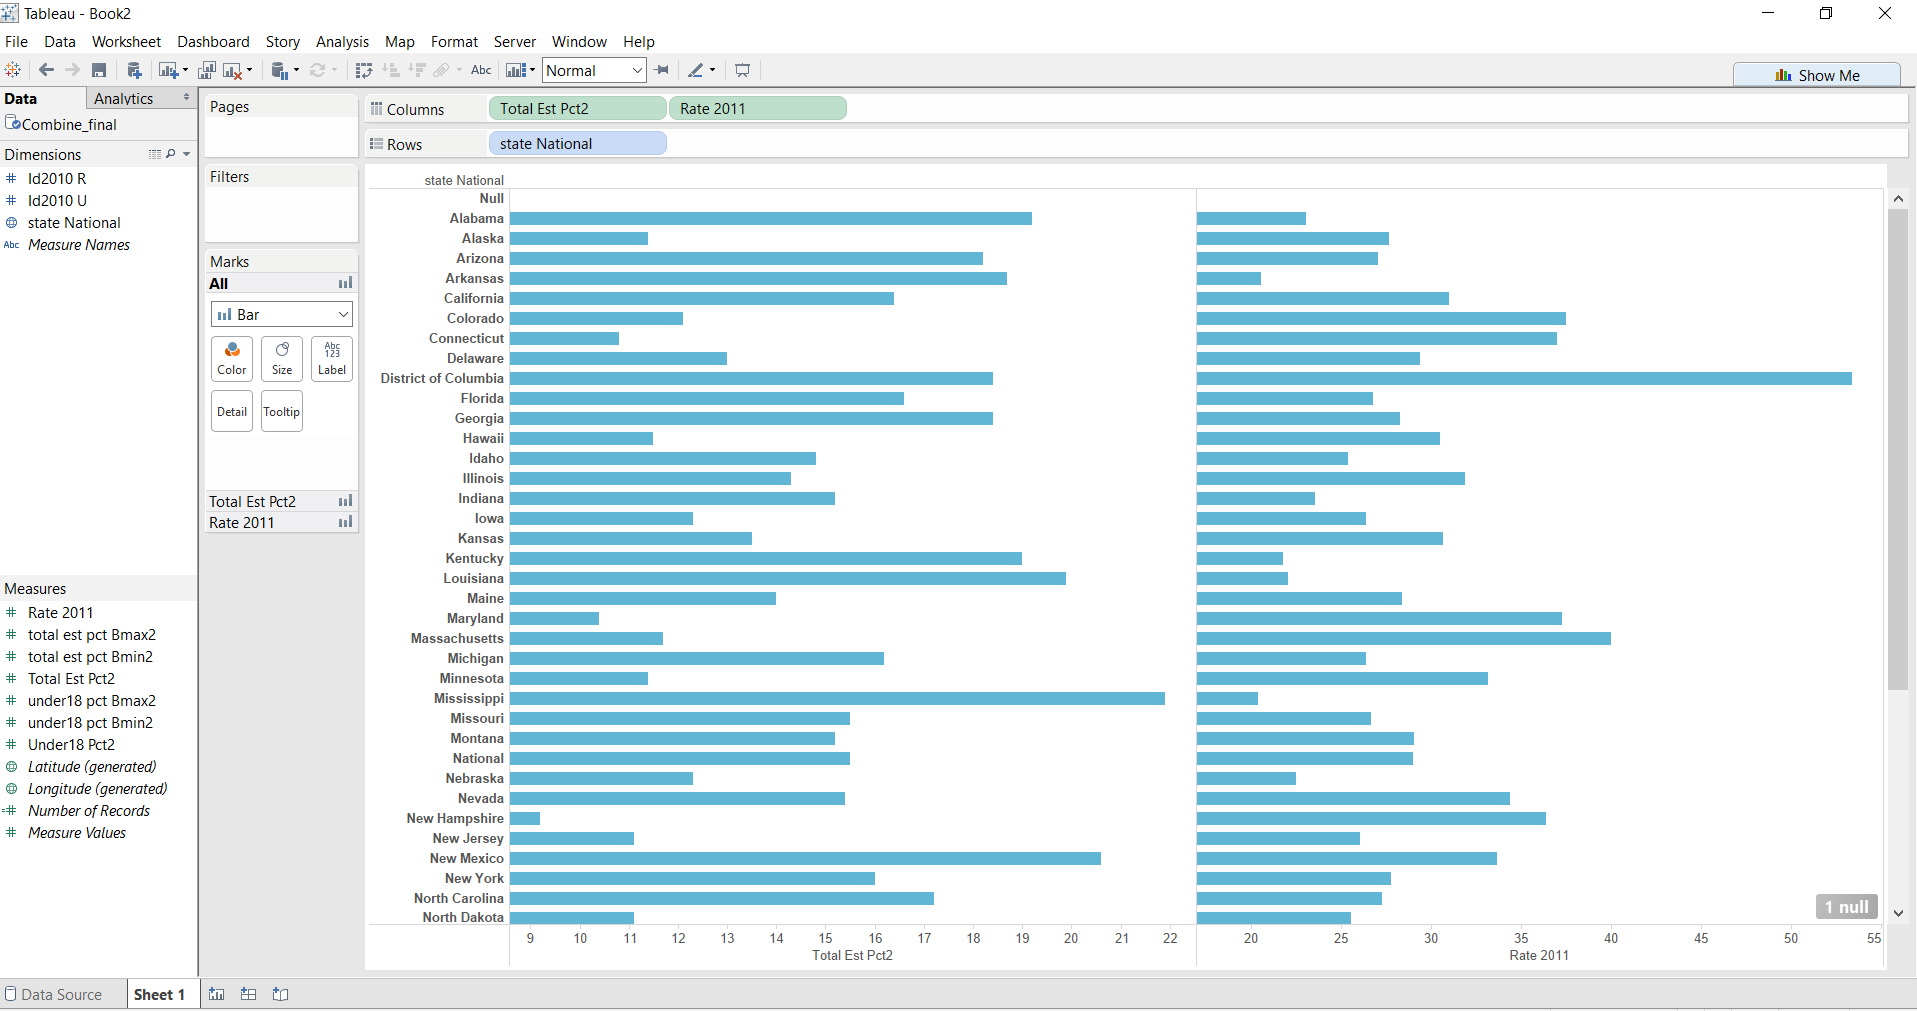 Tableau - Book2
File Data Worksheet Dashboard Story Analysis Map Format Server Window Help
Abc Normal
Show Me
Data Analytics
Combine_final
Dimensions
Id2010 R
Id2010 U
state National
Abc Measure Names
Measures
Rate 2011
total est pct Bmax2
total est pct Bmin2
Total Est Pct2
under18 pct Bmax2
under18 pct Bmin2
Under18 Pct2
Latitude (generated)
Longitude (generated)
Number of Records
Measure Values
Pages
Filters
Marks
All
Bar
Color Size Abc 123 Label
Detail Tooltip
Total Est Pct2
Rate 2011
Columns Total Est Pct2 Rate 2011
Rows state National
state National
Null
Alabama
Alaska
Arizona
Arkansas
California
Colorado
Connecticut
Delaware
District of Columbia
Florida
Georgia
Hawaii
Idaho
Illinois
Indiana
Iowa
Kansas
Kentucky
Louisiana
Maine
Maryland
Massachusetts
Michigan
Minnesota
Mississippi
Missouri
Montana
National
Nebraska
Nevada
New Hampshire
New Jersey
New Mexico
New York
North Carolina
North Dakota
1 null
9 10 11 12 13 14 15 16 17 18 19 20 21 22
Total Est Pct2
20 25 30 35 40 45 50 55
Rate 2011
Data Source Sheet 1